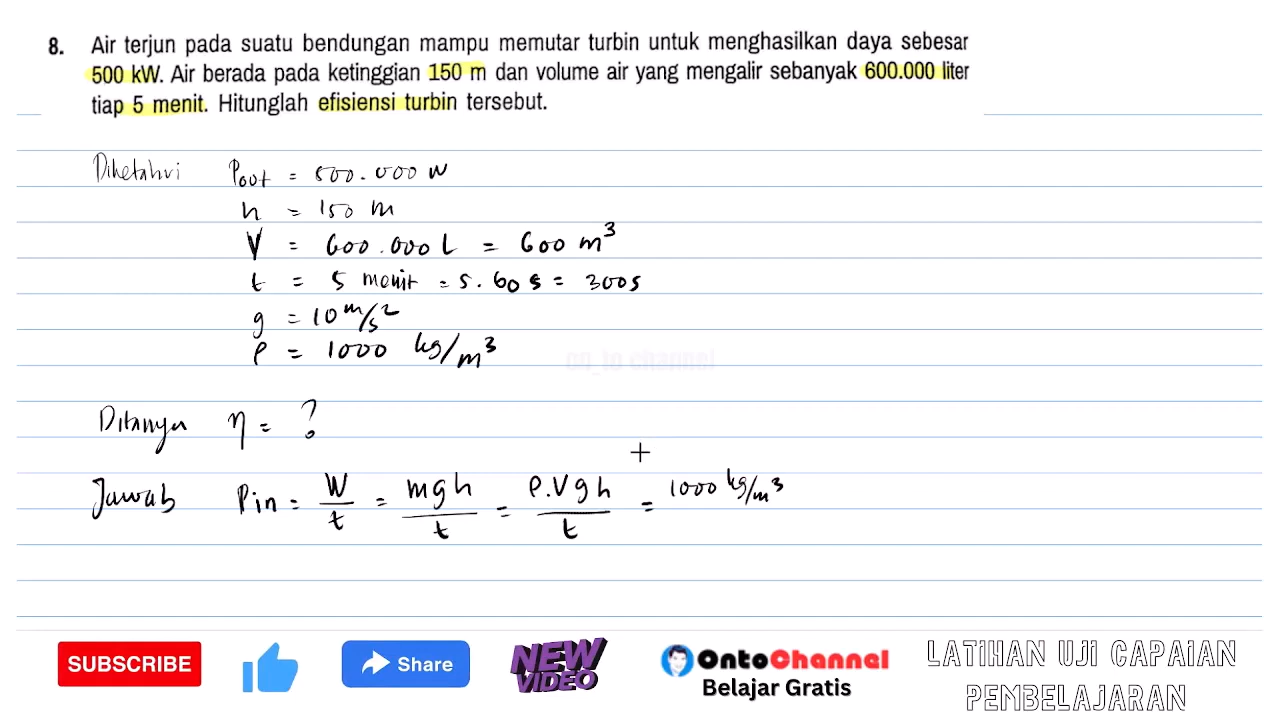 8. Air terjun pada suatu bendungan mampu memutar turbin untuk menghasilkan daya sebesar
500 kW. Air berada pada ketinggian 150 m dan volume air yang mengalir sebanyak 600.000 liter
tiap 5 menit. Hitunglah efisiensi turbin tersebut.
Diketahui Pout = 500.000 W
h = 150 m
V = 600.000 L = 600 m³
t = 5 menit = 5. 60 s = 300s
g = 10 m/s²
ρ = 1000 kg/m³
co_to channel
Ditanya η = ?
Jawab Pin = W/t = mgh/t = ρ.Vgh/t = 1000 kg/m³
SUBSCRIBE
Share
NEW VIDEO
OntoChannel
Belajar Gratis
LATIHAN UJI CAPAIAN
PEMBELAJARAN